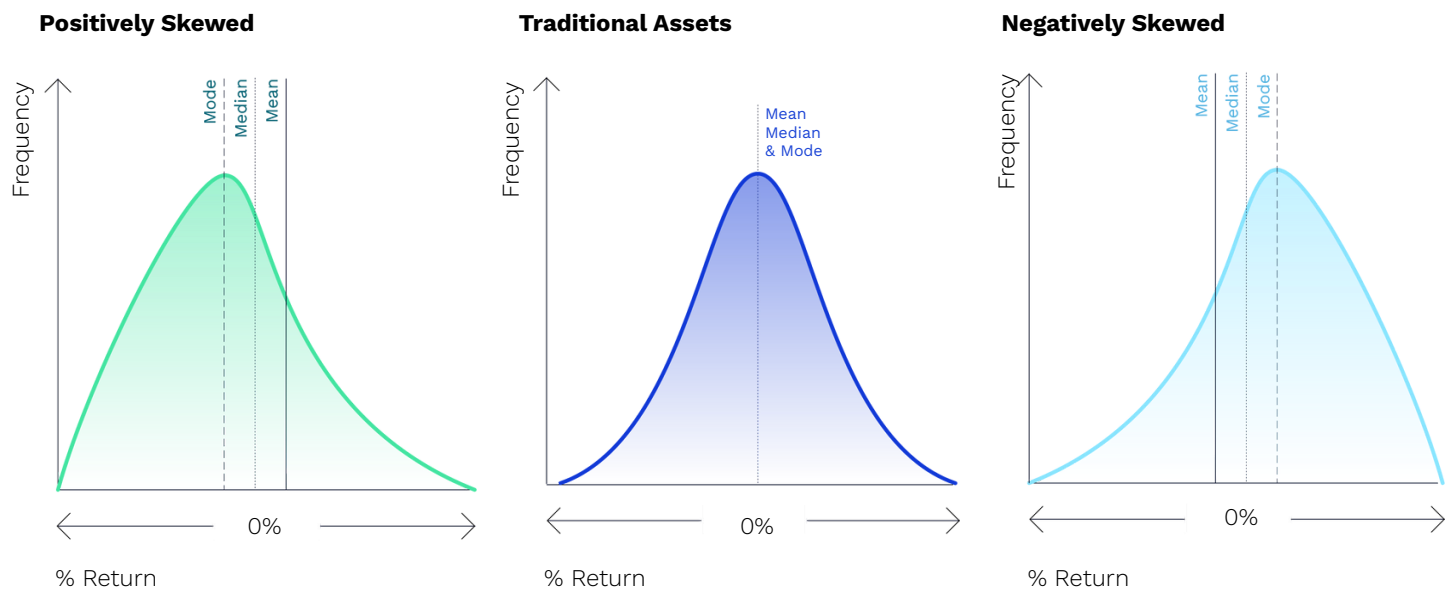 Positively Skewed
Frequency
Mode
Median
Mean
0%
% Return
Traditional Assets
Frequency
Mean
Median
& Mode
0%
% Return
Negatively Skewed
Frequency
Mean
Median
Mode
0%
% Return